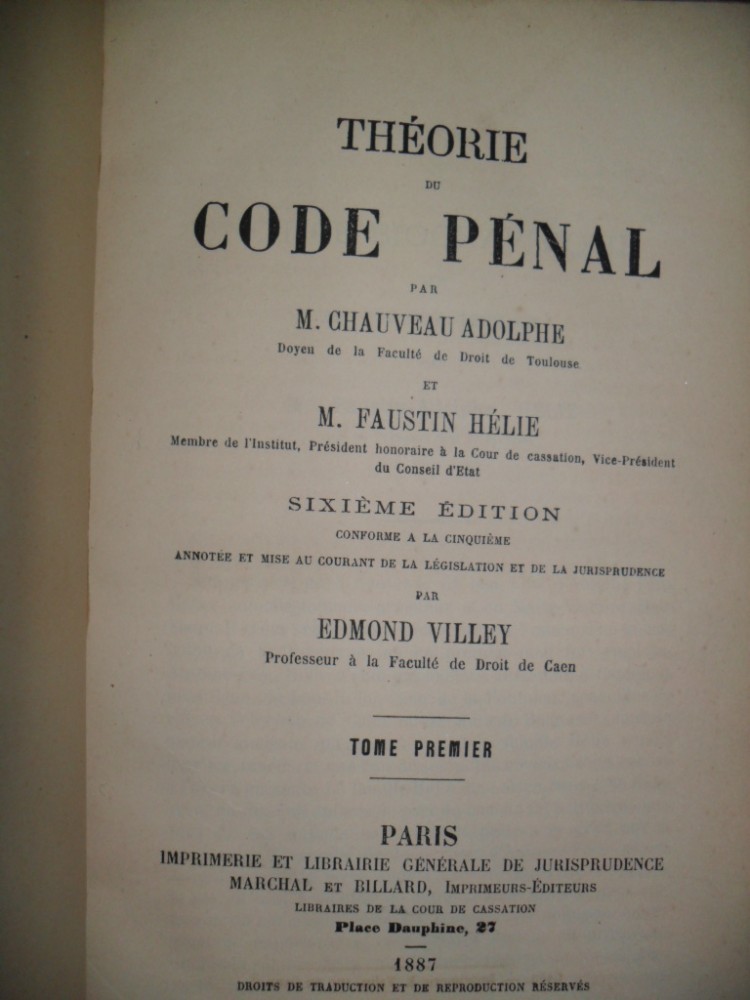 THÉORIE
DU
CODE PÉNAL
PAR
M. CHAUVEAU ADOLPHE
Doyen de la Faculté de Droit de Toulouse
ET
M. FAUSTIN HÉLIE
Membre de l'Institut, Président honoraire à la Cour de cassation, Vice-Président
du Conseil d'Etat
SIXIÈME ÉDITION
CONFORME A LA CINQUIÈME
ANNOTÉE ET MISE AU COURANT DE LA LÉGISLATION ET DE LA JURISPRUDENCE
PAR
EDMOND VILLEY
Professeur à la Faculté de Droit de Caen
TOME PREMIER
PARIS
IMPRIMERIE ET LIBRAIRIE GÉNÉRALE DE JURISPRUDENCE
MARCHAL ET BILLARD, IMPRIMEURS-ÉDITEURS
LIBRAIRES DE LA COUR DE CASSATION
Place Dauphine, 27
1887
DROITS DE TRADUCTION ET DE REPRODUCTION RÉSERVÉS